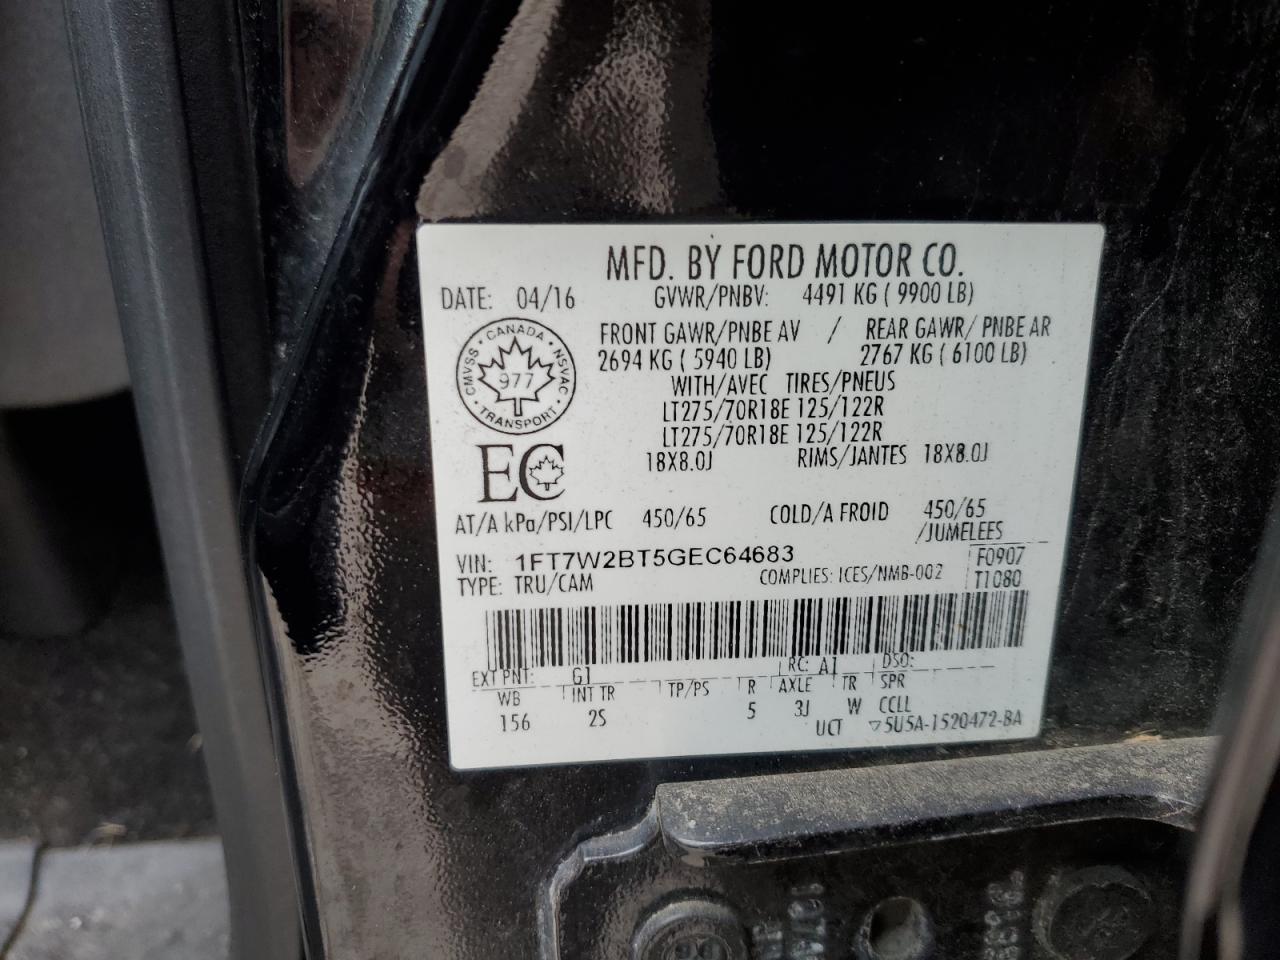 MFD. BY FORD MOTOR CO.
DATE: 04/16 GVWR/PNBV: 4491 KG ( 9900 LB)
FRONT GAWR/PNBE AV / REAR GAWR/ PNBE AR
2694 KG ( 5940 LB) 2767 KG ( 6100 LB)
WITH/AVEC TIRES/PNEUS
LT275/70R18E 125/122R
LT275/70R18E 125/122R
18X8.0J RIMS/JANTES 18X8.0J
CMVSS · CANADA · NSVAC · TRANSPORT ·
977
EC
AT/A kPa/PSI/LPC 450/65 COLD/A FROID 450/65
/JUMELEES
VIN: 1FT7W2BT5GEC64683 F0907
TYPE: TRU/CAM COMPLIES: ICES/NMB-002 T1080
EXT PNT: G1 RC: A1 DSO:
WB INT TR TP/PS R AXLE TR SPR
156 2S 5 3J W CCLL
UCT ▽5U5A-1520472-BA